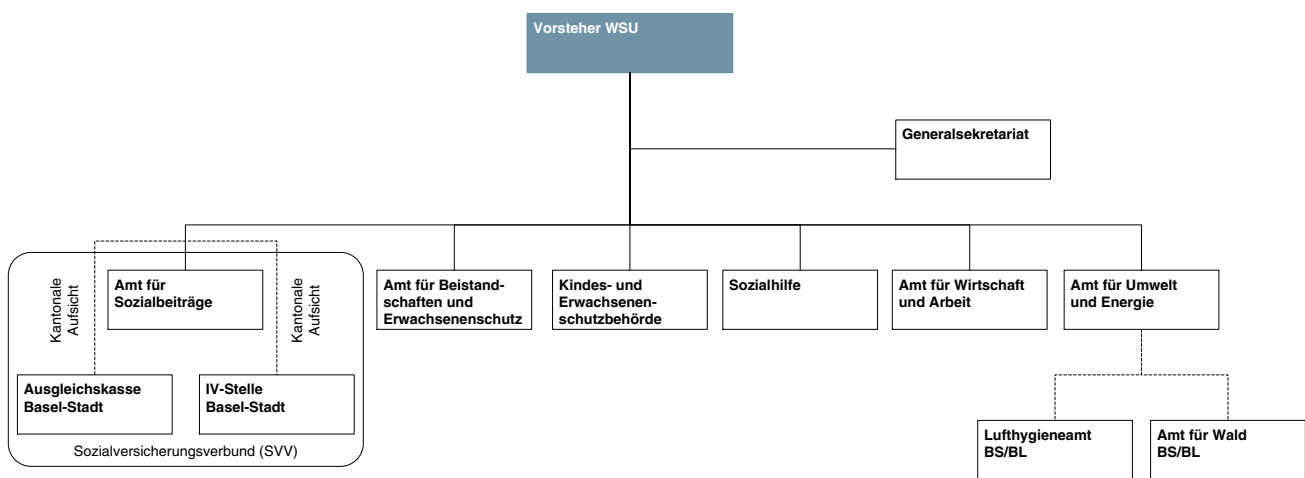 Vorsteher WSU
Generalsekretariat
Kantonale
Aufsicht
Amt für
Sozialbeiträge
Kantonale
Aufsicht
Amt für Beistand-
schaften und
Erwachsenenschutz
Kindes- und
Erwachsenen-
schutzbehörde
Sozialhilfe
Amt für Wirtschaft
und Arbeit
Amt für Umwelt
und Energie
Ausgleichskasse
Basel-Stadt
IV-Stelle
Basel-Stadt
Sozialversicherungsverbund (SVV)
Lufthygieneamt
BS/BL
Amt für Wald
BS/BL